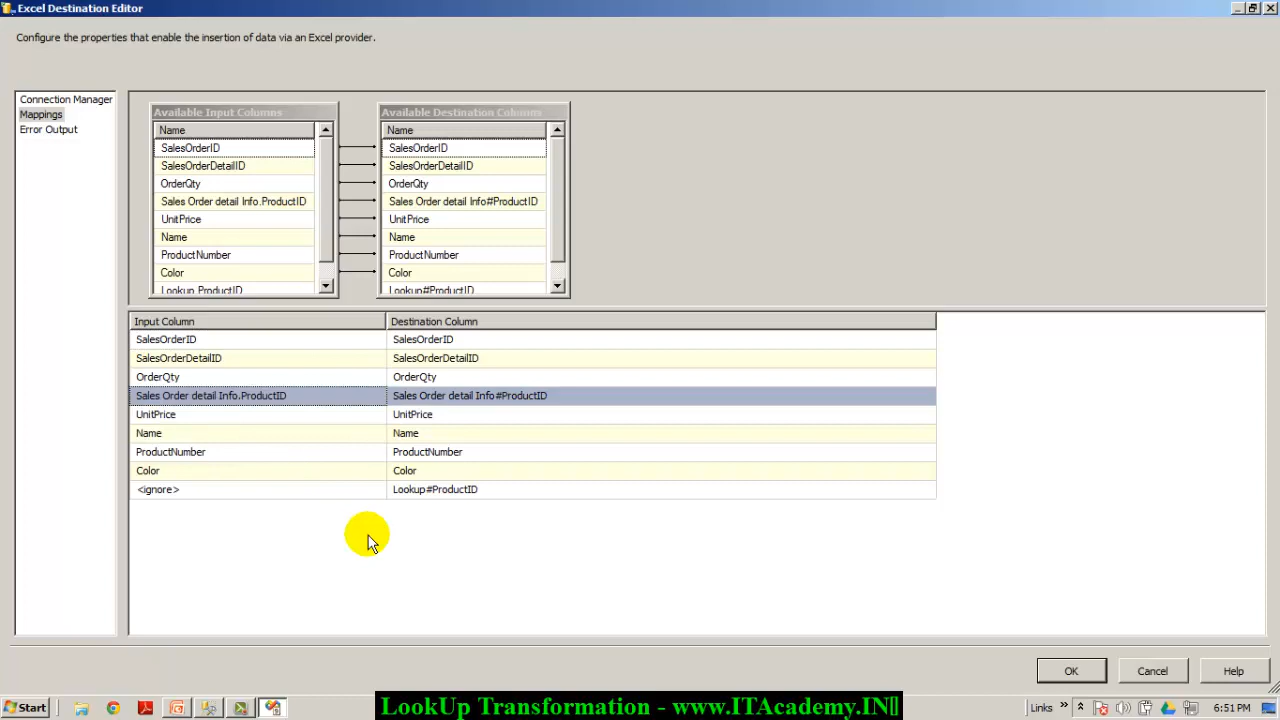 Excel Destination Editor
Configure the properties that enable the insertion of data via an Excel provider.
Connection Manager
Mappings
Error Output
Available Input Columns
Name
SalesOrderID
SalesOrderDetailID
OrderQty
Sales Order detail Info.ProductID
UnitPrice
Name
ProductNumber
Color
Lookup.ProductID
Available Destination Columns
Name
SalesOrderID
SalesOrderDetailID
OrderQty
Sales Order detail Info#ProductID
UnitPrice
Name
ProductNumber
Color
Lookup#ProductID
Input Column Destination Column
SalesOrderID SalesOrderID
SalesOrderDetailID SalesOrderDetailID
OrderQty OrderQty
Sales Order detail Info.ProductID Sales Order detail Info#ProductID
UnitPrice UnitPrice
Name Name
ProductNumber ProductNumber
Color Color
<ignore> Lookup#ProductID
OK Cancel Help
Start
LookUp Transformation - www.ITAcademy.IN
Links » 6:51 PM